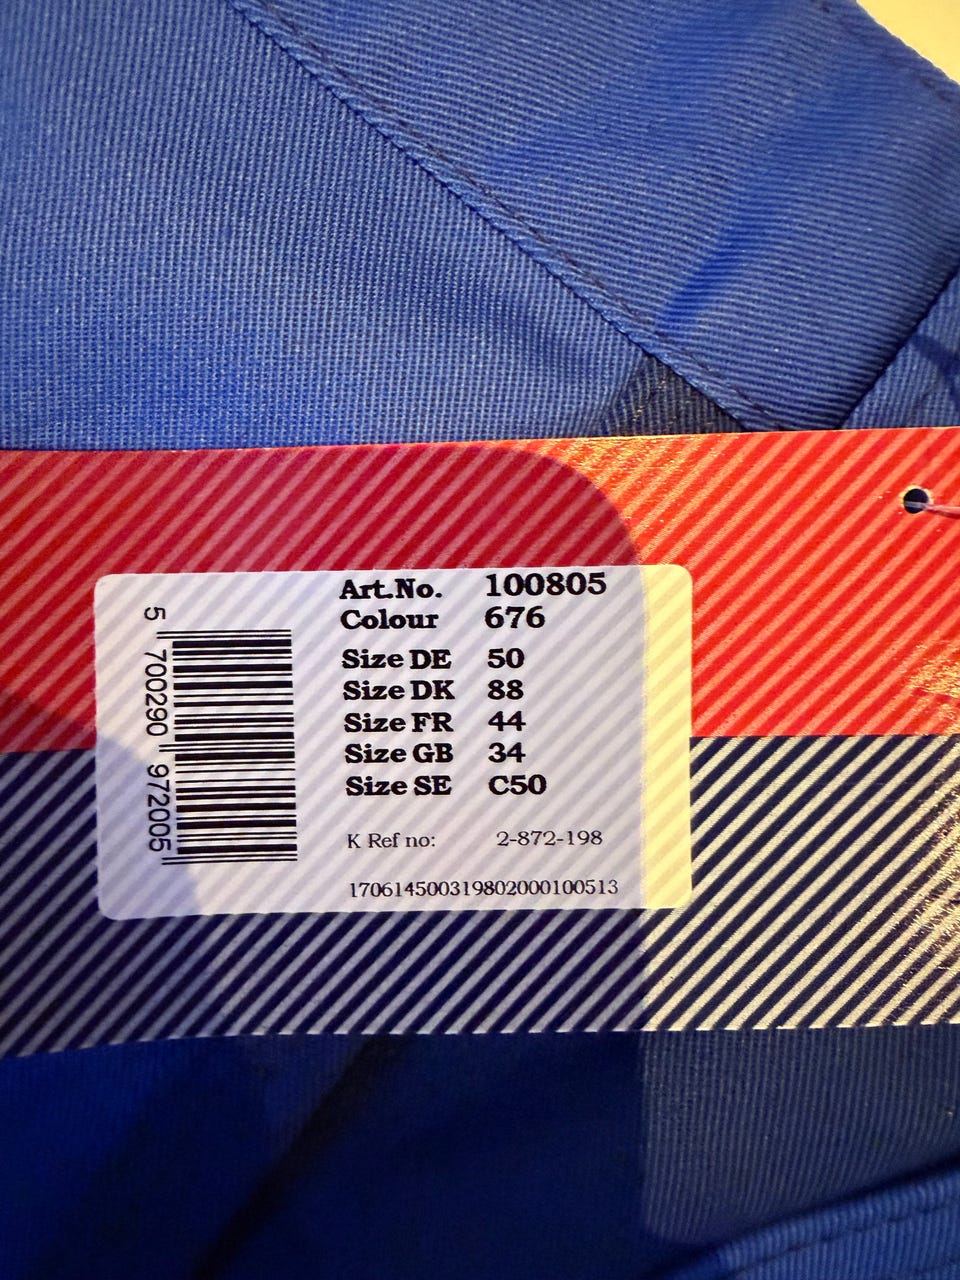 Art.No. 100805
Colour 676
Size DE 50
Size DK 88
Size FR 44
Size GB 34
Size SE C50
K Ref no: 2-872-198
170614500319802000100513
5 700290 972005